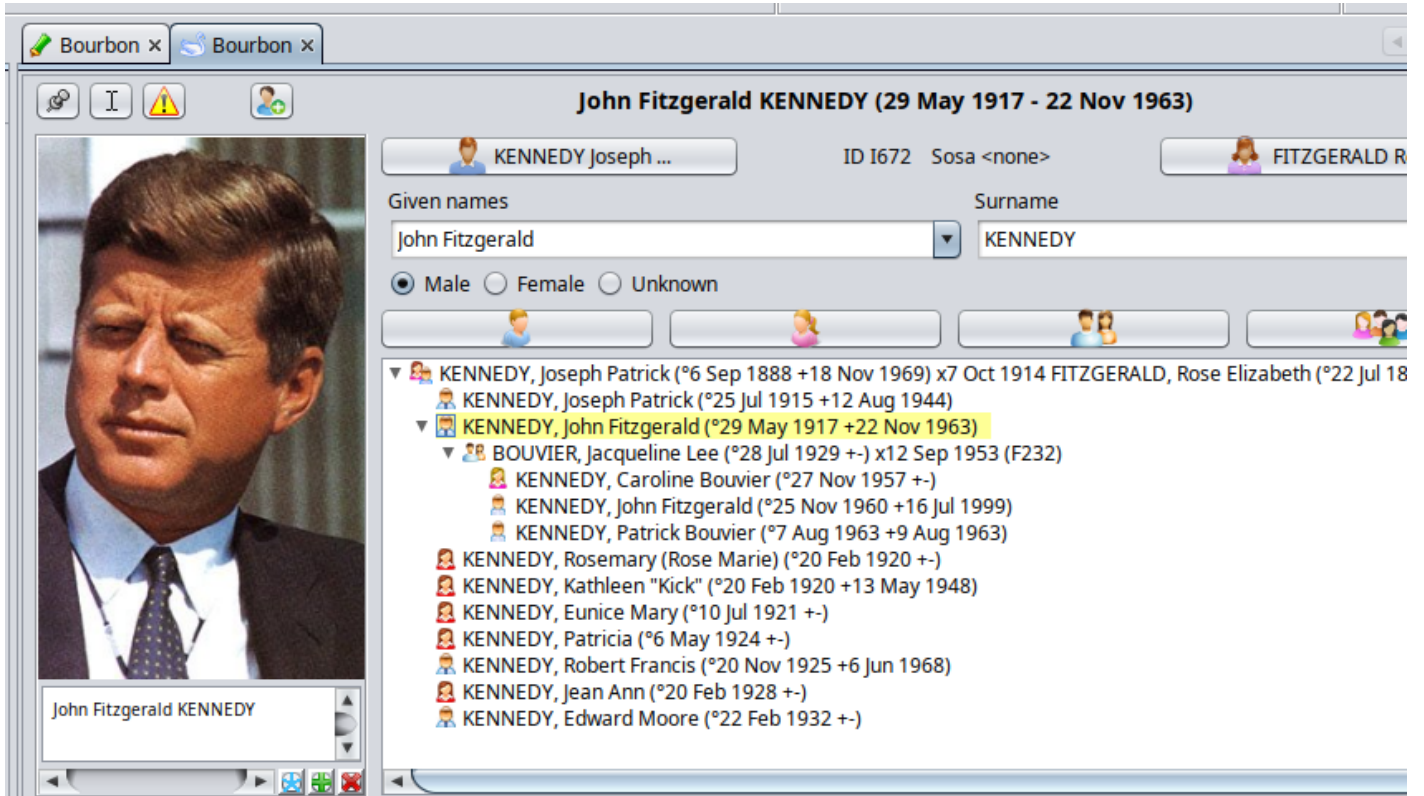 Bourbon × Bourbon ×
John Fitzgerald KENNEDY (29 May 1917 - 22 Nov 1963)
KENNEDY Joseph ... ID I672 Sosa <none> FITZGERALD
Given names Surname
John Fitzgerald KENNEDY
Male Female Unknown
KENNEDY, Joseph Patrick (°6 Sep 1888 +18 Nov 1969) x7 Oct 1914 FITZGERALD, Rose Elizabeth (°22 Jul 18
KENNEDY, Joseph Patrick (°25 Jul 1915 +12 Aug 1944)
KENNEDY, John Fitzgerald (°29 May 1917 +22 Nov 1963)
BOUVIER, Jacqueline Lee (°28 Jul 1929 +-) x12 Sep 1953 (F232)
KENNEDY, Caroline Bouvier (°27 Nov 1957 +-)
KENNEDY, John Fitzgerald (°25 Nov 1960 +16 Jul 1999)
KENNEDY, Patrick Bouvier (°7 Aug 1963 +9 Aug 1963)
KENNEDY, Rosemary (Rose Marie) (°20 Feb 1920 +-)
KENNEDY, Kathleen "Kick" (°20 Feb 1920 +13 May 1948)
KENNEDY, Eunice Mary (°10 Jul 1921 +-)
KENNEDY, Patricia (°6 May 1924 +-)
KENNEDY, Robert Francis (°20 Nov 1925 +6 Jun 1968)
KENNEDY, Jean Ann (°20 Feb 1928 +-)
KENNEDY, Edward Moore (°22 Feb 1932 +-)
John Fitzgerald KENNEDY